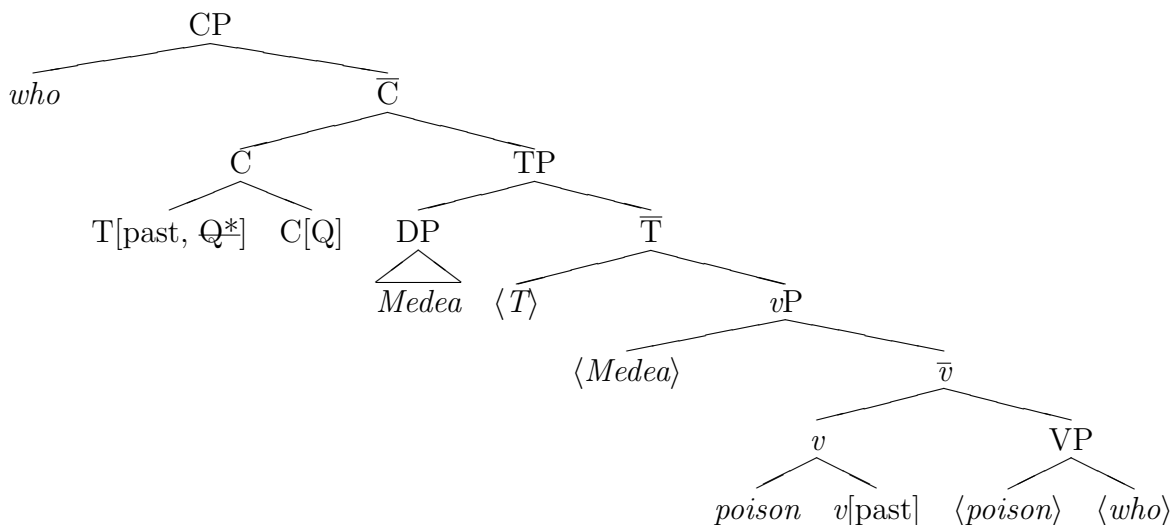 CP
who C̅
C TP
T[past, Q*] C[Q] DP T̅
Medea ⟨T⟩ vP
⟨Medea⟩ v̅
v VP
poison v[past] ⟨poison⟩ ⟨who⟩